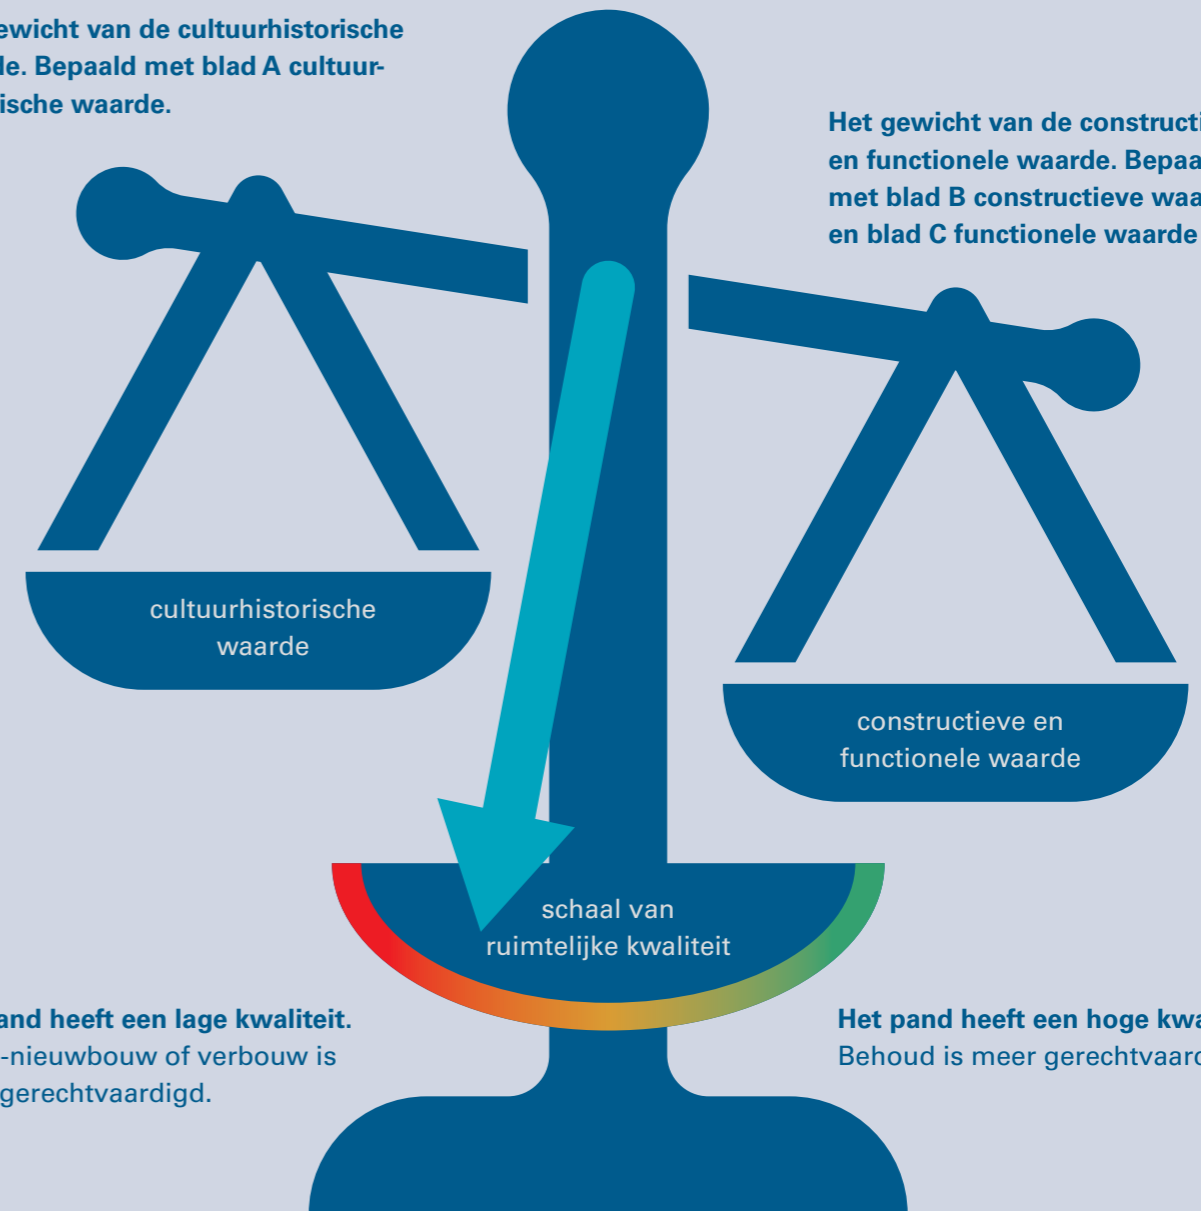 ewicht van de cultuurhistorische
le. Bepaald met blad A cultuur-
ische waarde.
Het gewicht van de constructi
en functionele waarde. Bepaa
met blad B constructieve waa
en blad C functionele waarde
cultuurhistorische
waarde
constructieve en
functionele waarde
schaal van
ruimtelijke kwaliteit
and heeft een lage kwaliteit.
-nieuwbouw of verbouw is
gerechtvaardigd.
Het pand heeft een hoge kwa
Behoud is meer gerechtvaard